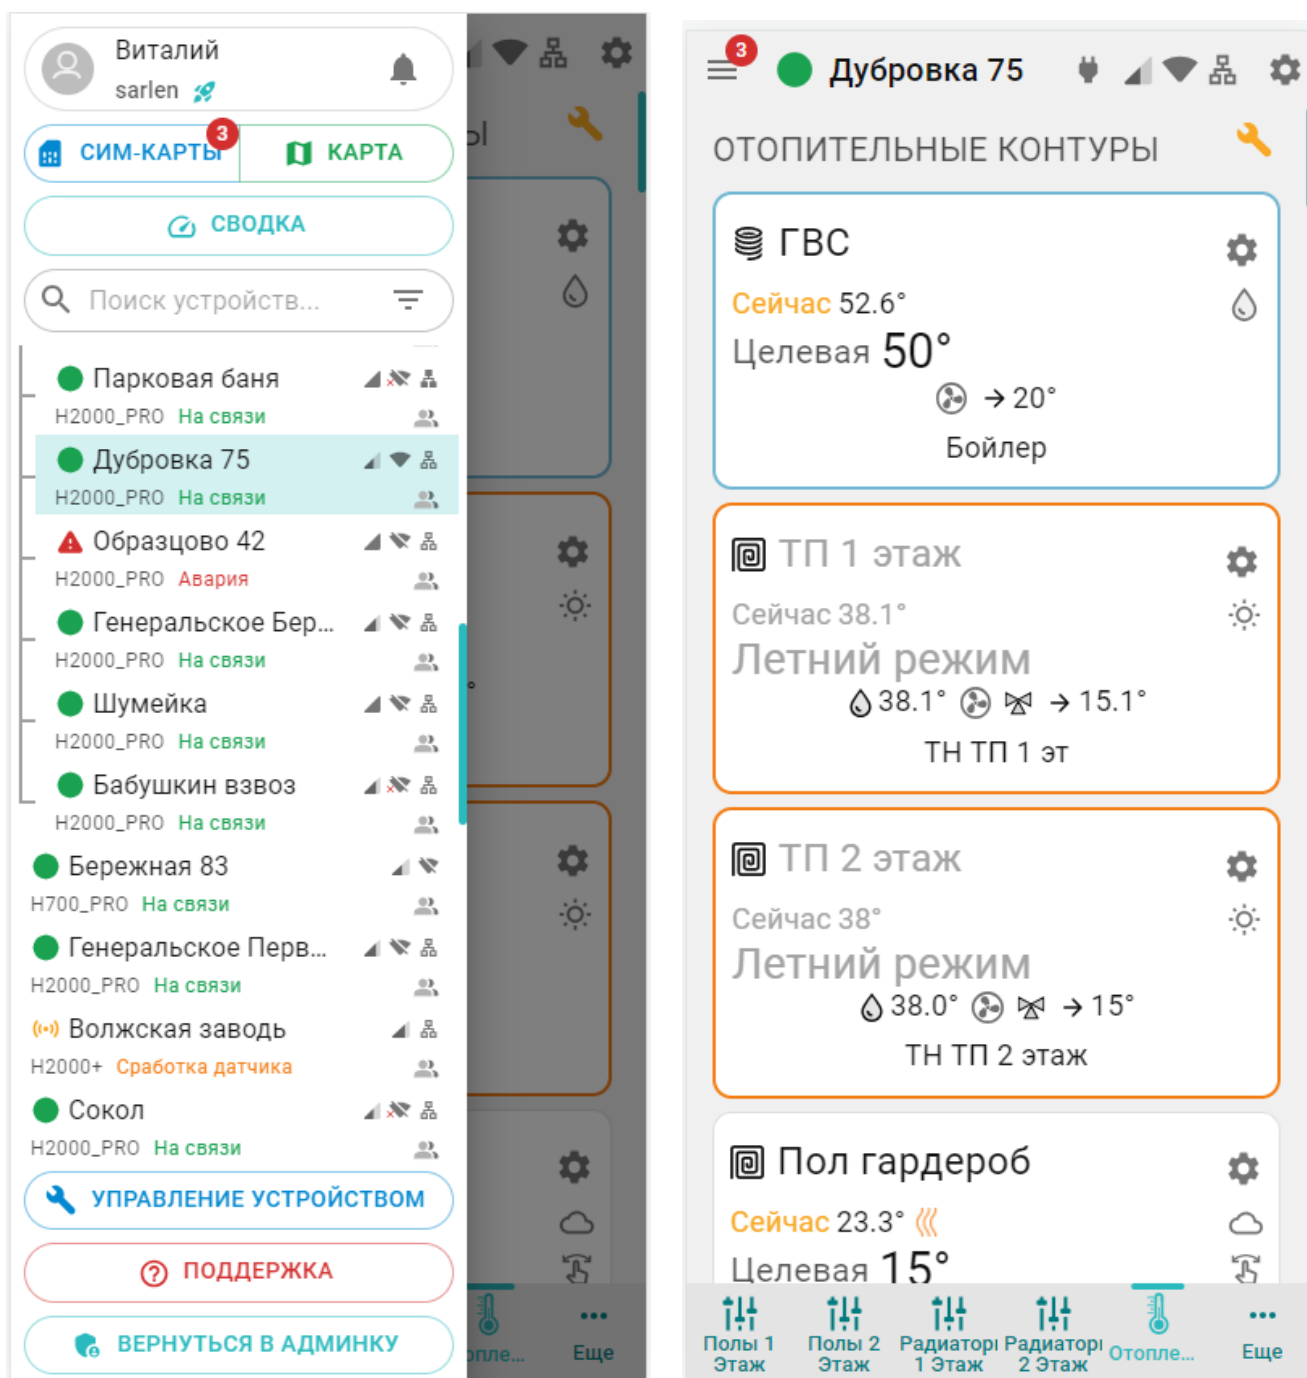 Виталий
sarlen
СИМ-КАРТЫ
3
КАРТА
СВОДКА
Поиск устройств...
Парковая баня
H2000_PRO На связи
Дубровка 75
H2000_PRO На связи
Образцово 42
H2000_PRO Авария
Генеральское Бер...
H2000_PRO На связи
Шумейка
H2000_PRO На связи
Бабушкин взвоз
H2000_PRO На связи
Бережная 83
H700_PRO На связи
Генеральское Перв...
H2000_PRO На связи
Волжская заводь
H2000+ Сработка датчика
Сокол
H2000_PRO На связи
УПРАВЛЕНИЕ УСТРОЙСТВОМ
ПОДДЕРЖКА
ВЕРНУТЬСЯ В АДМИНКУ
Ы
°
опле...
Еще
3
Дубровка 75
ОТОПИТЕЛЬНЫЕ КОНТУРЫ
ГВС
Сейчас 52.6°
Целевая 50°
→ 20°
Бойлер
ТП 1 этаж
Сейчас 38.1°
Летний режим
38.1° → 15.1°
ТН ТП 1 эт
ТП 2 этаж
Сейчас 38°
Летний режим
38.0° → 15°
ТН ТП 2 этаж
Пол гардероб
Сейчас 23.3°
Целевая 15°
Полы 1
Этаж
Полы 2
Этаж
Радиаторы
1 Этаж
Радиаторы
2 Этаж
Отопле...
Еще